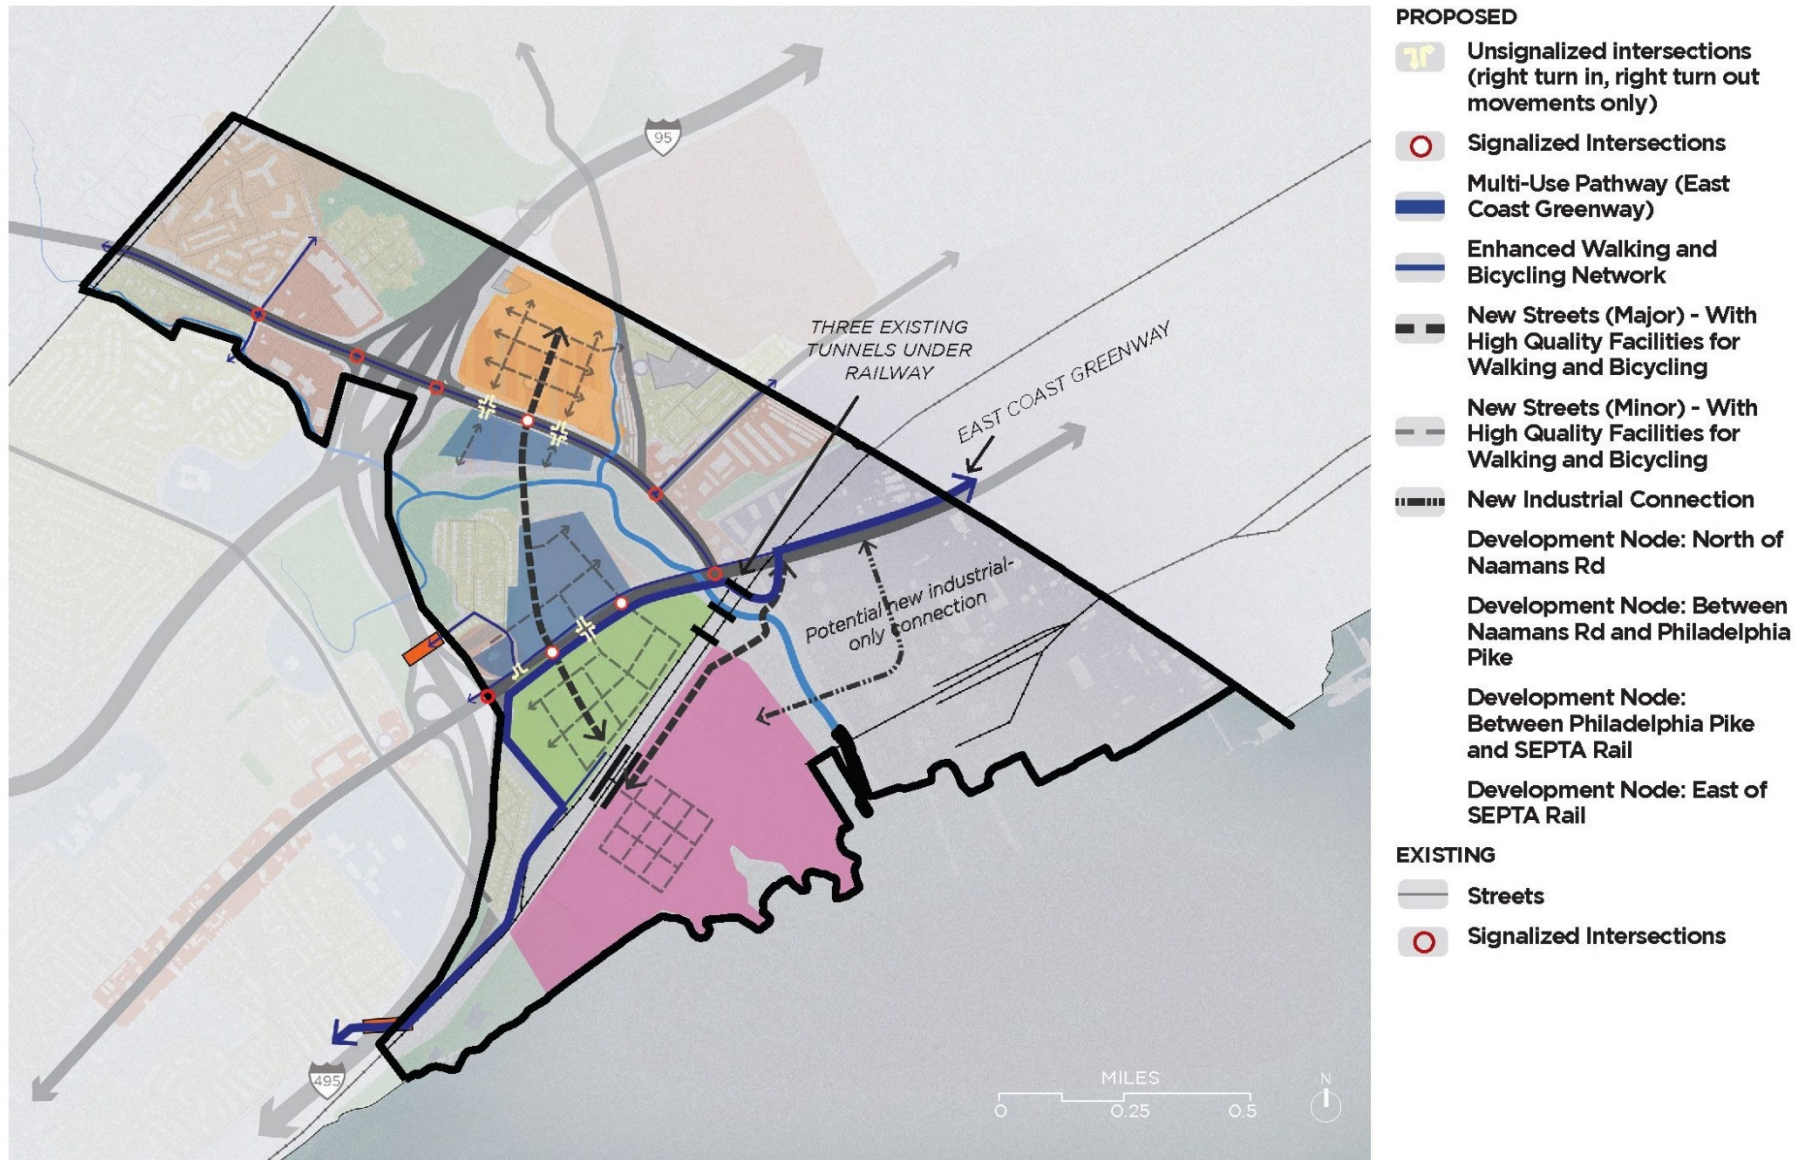 95
THREE EXISTING
TUNNELS UNDER
RAILWAY
EAST COAST GREENWAY
Potential new industrial-
only connection
495
MILES
0
0.25
0.5
N
PROPOSED
Unsignalized intersections
(right turn in, right turn out
movements only)
Signalized Intersections
Multi-Use Pathway (East
Coast Greenway)
Enhanced Walking and
Bicycling Network
New Streets (Major) - With
High Quality Facilities for
Walking and Bicycling
New Streets (Minor) - With
High Quality Facilities for
Walking and Bicycling
New Industrial Connection
Development Node: North of
Naamans Rd
Development Node: Between
Naamans Rd and Philadelphia
Pike
Development Node:
Between Philadelphia Pike
and SEPTA Rail
Development Node: East of
SEPTA Rail
EXISTING
Streets
Signalized Intersections